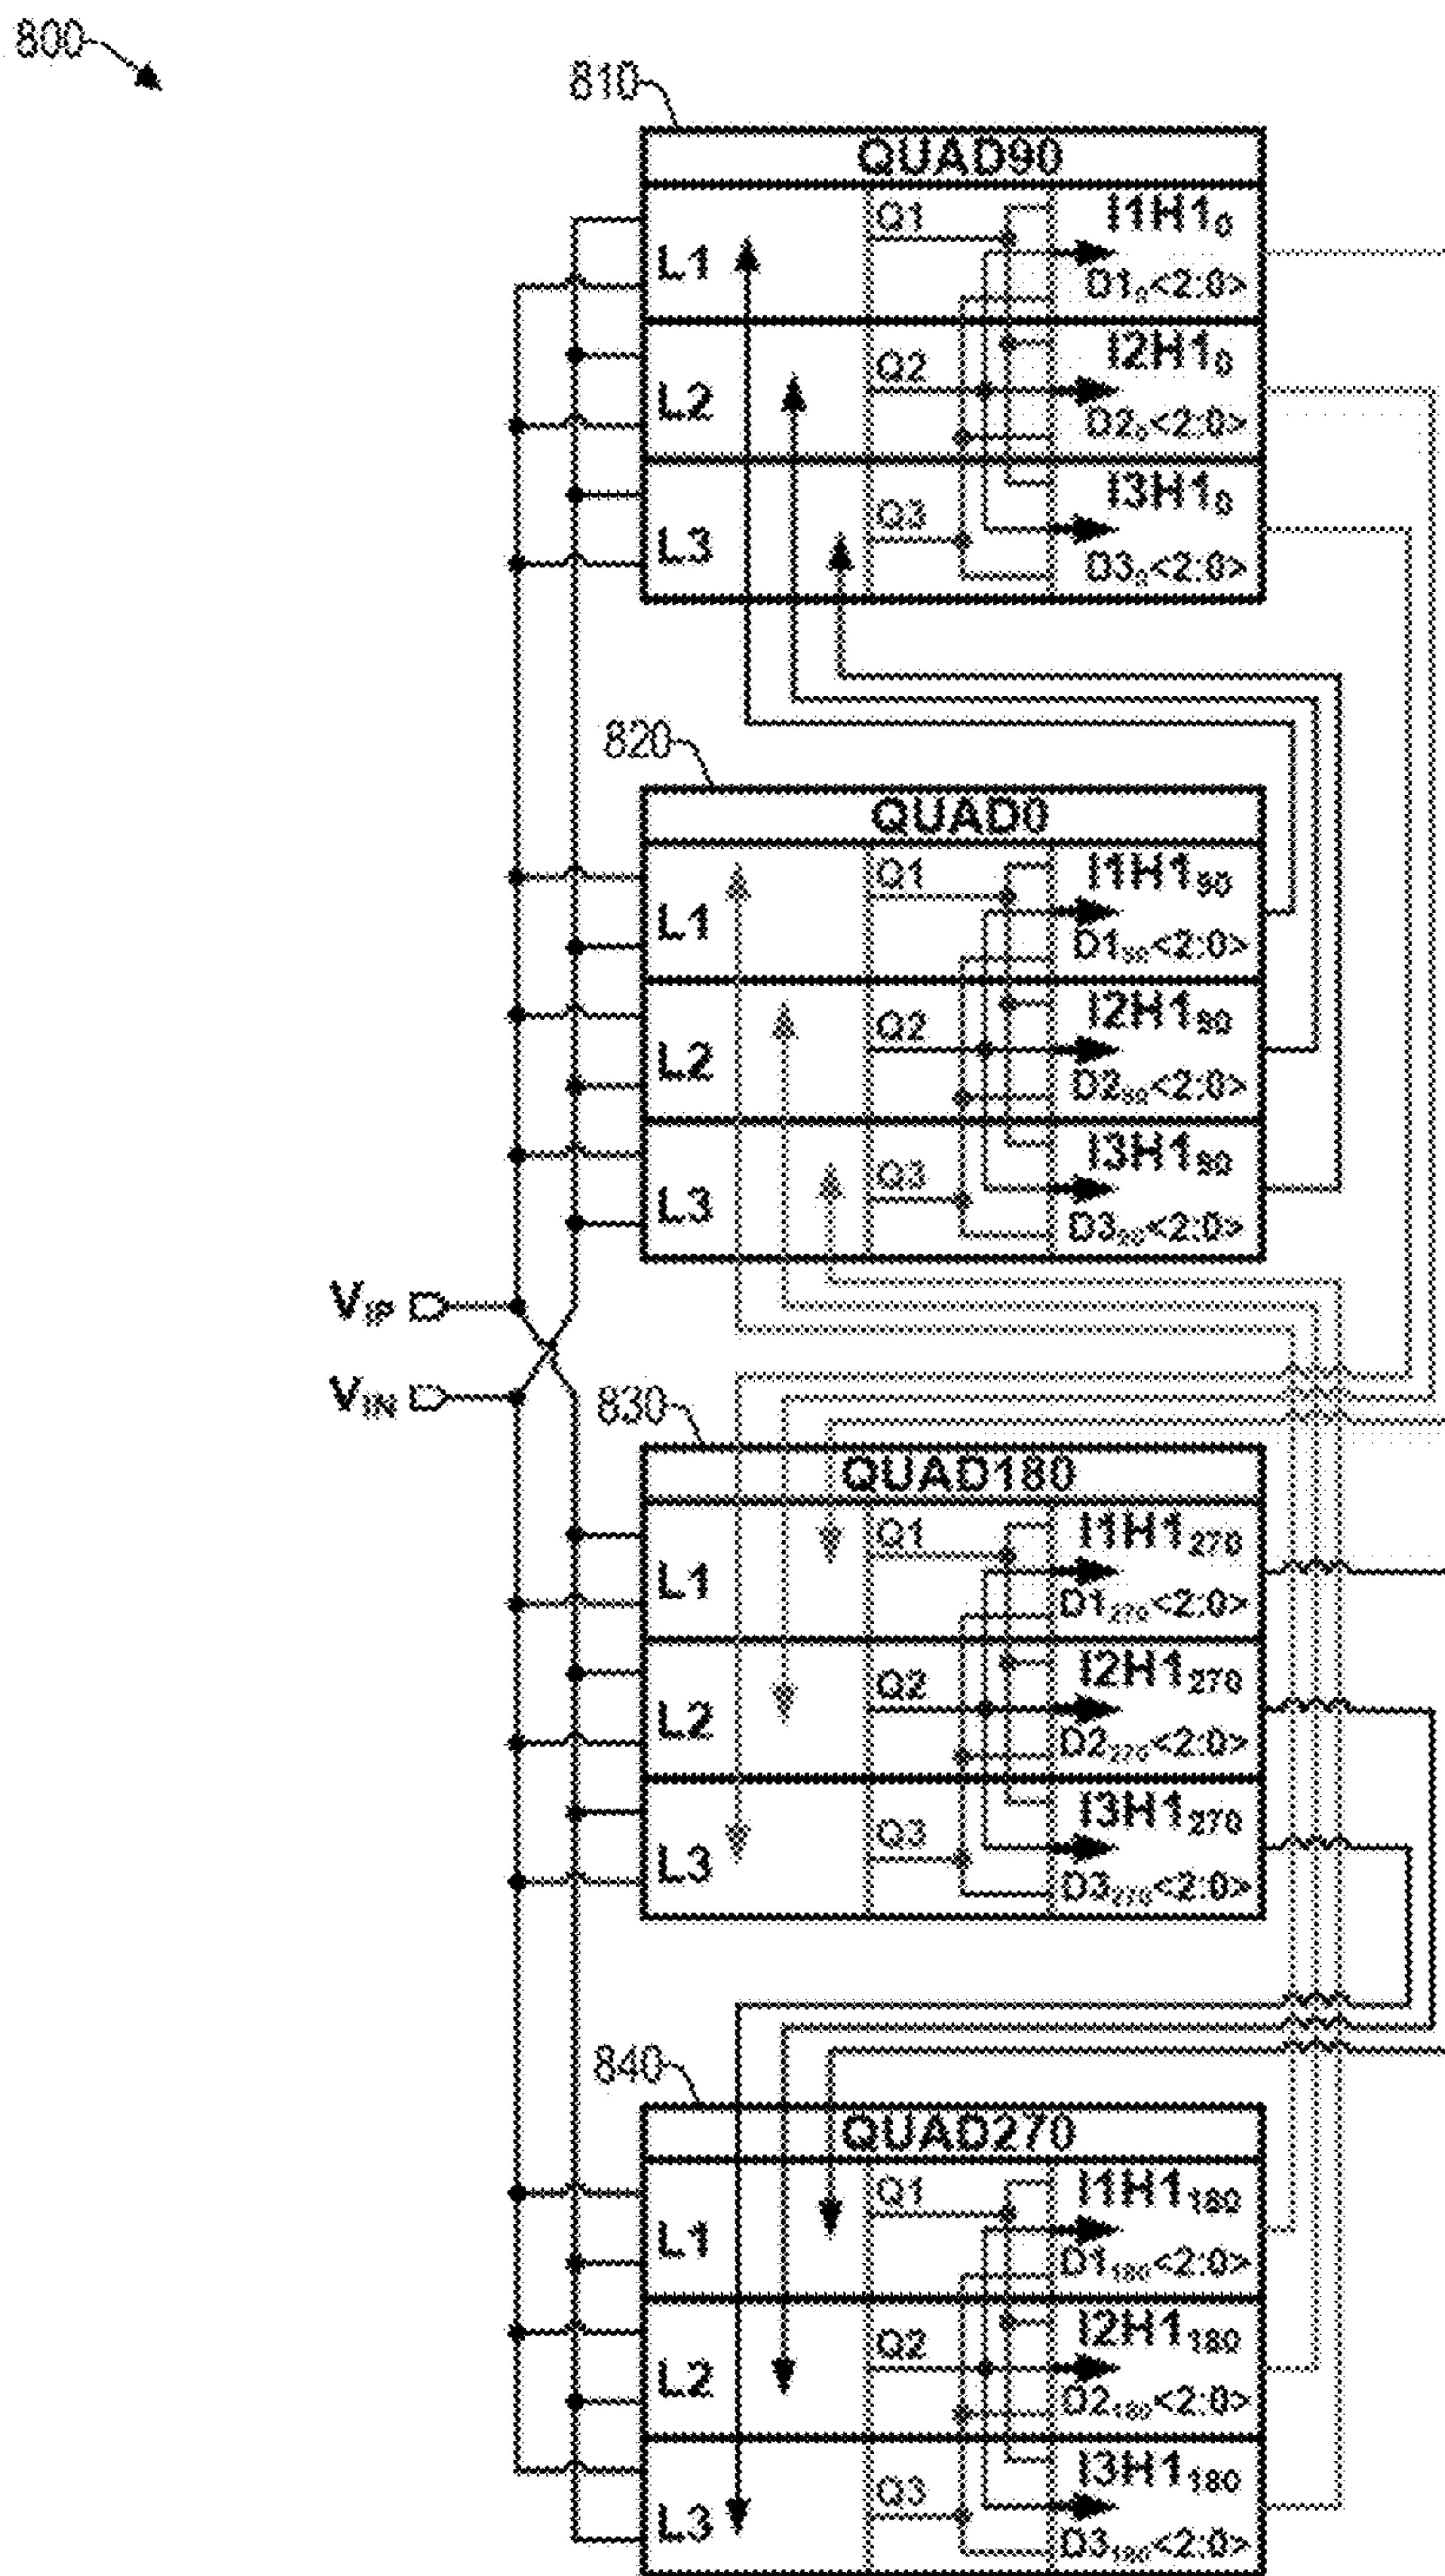 800
810
QUAD90
Q1 I1H1₀
L1 D1₀<2:0>
Q2 I2H1₀
L2 D2₀<2:0>
Q3 I3H1₀
L3 D3₀<2:0>
820
QUAD0
Q1 I1H1₉₀
L1 D1₉₀<2:0>
Q2 I2H1₉₀
L2 D2₉₀<2:0>
Q3 I3H1₉₀
L3 D3₉₀<2:0>
V_IP
V_IN
830
QUAD180
Q1 I1H1₂₇₀
L1 D1₂₇₀<2:0>
Q2 I2H1₂₇₀
L2 D2₂₇₀<2:0>
Q3 I3H1₂₇₀
L3 D3₂₇₀<2:0>
840
QUAD270
Q1 I1H1₁₈₀
L1 D1₁₈₀<2:0>
Q2 I2H1₁₈₀
L2 D2₁₈₀<2:0>
Q3 I3H1₁₈₀
L3 D3₁₈₀<2:0>